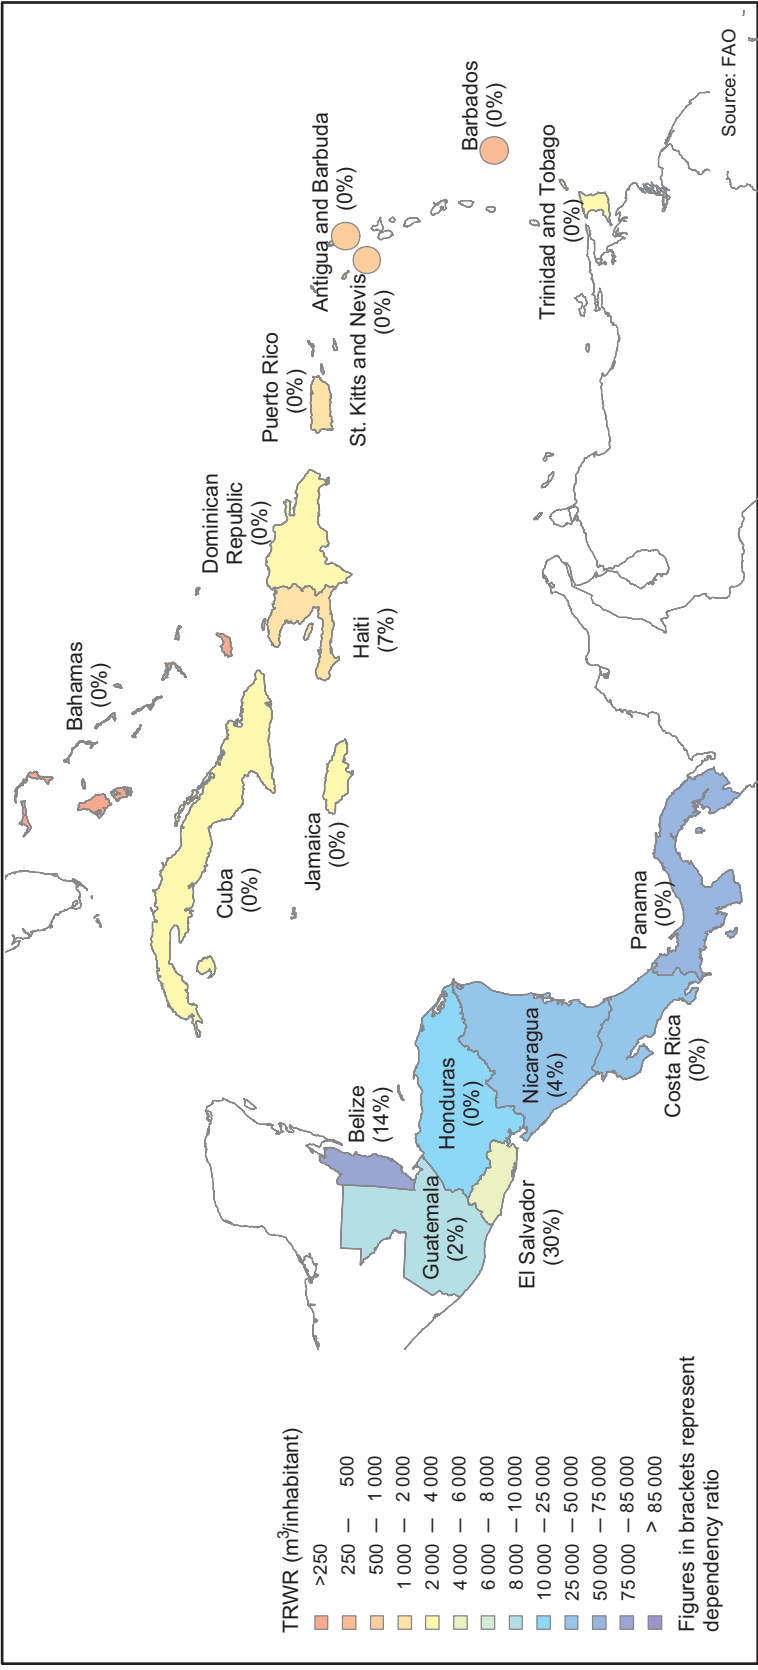 Bahamas
(0%)
Cuba
(0%)
Dominican
Republic
(0%)
Puerto Rico
(0%)
Antigua and Barbuda
(0%)
St. Kitts and Nevis
(0%)
Jamaica
(0%)
Haiti
(7%)
Barbados
(0%)
Belize
(14%)
Guatemala
(2%)
Honduras
(0%)
El Salvador
(30%)
Nicaragua
(4%)
Costa Rica
(0%)
Panama
(0%)
Trinidad and Tobago
(0%)
TRWR (m³/inhabitant)
>250
250 – 500
500 – 1 000
1 000 – 2 000
2 000 – 4 000
4 000 – 6 000
6 000 – 8 000
8 000 – 10 000
10 000 – 25 000
25 000 – 50 000
50 000 – 75 000
75 000 – 85 000
> 85 000
Figures in brackets represent
dependency ratio
Source: FAO